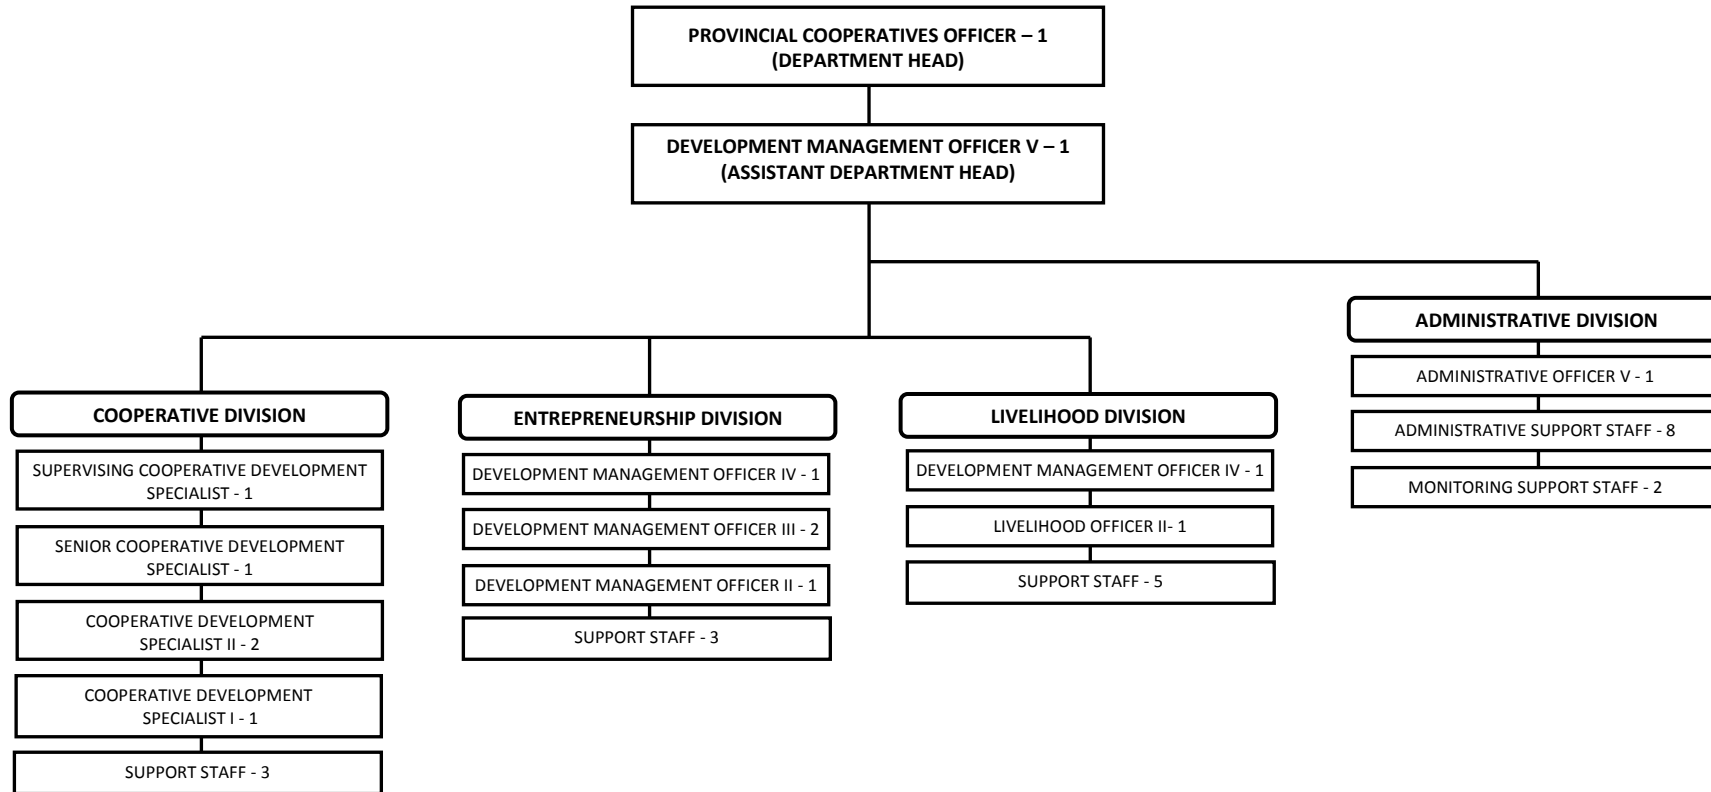 PROVINCIAL COOPERATIVES OFFICER – 1
(DEPARTMENT HEAD)
DEVELOPMENT MANAGEMENT OFFICER V – 1
(ASSISTANT DEPARTMENT HEAD)
COOPERATIVE DIVISION
SUPERVISING COOPERATIVE DEVELOPMENT
SPECIALIST - 1
SENIOR COOPERATIVE DEVELOPMENT
SPECIALIST - 1
COOPERATIVE DEVELOPMENT
SPECIALIST II - 2
COOPERATIVE DEVELOPMENT
SPECIALIST I - 1
SUPPORT STAFF - 3
ENTREPRENEURSHIP DIVISION
DEVELOPMENT MANAGEMENT OFFICER IV - 1
DEVELOPMENT MANAGEMENT OFFICER III - 2
DEVELOPMENT MANAGEMENT OFFICER II - 1
SUPPORT STAFF - 3
LIVELIHOOD DIVISION
DEVELOPMENT MANAGEMENT OFFICER IV - 1
LIVELIHOOD OFFICER II- 1
SUPPORT STAFF - 5
ADMINISTRATIVE DIVISION
ADMINISTRATIVE OFFICER V - 1
ADMINISTRATIVE SUPPORT STAFF - 8
MONITORING SUPPORT STAFF - 2